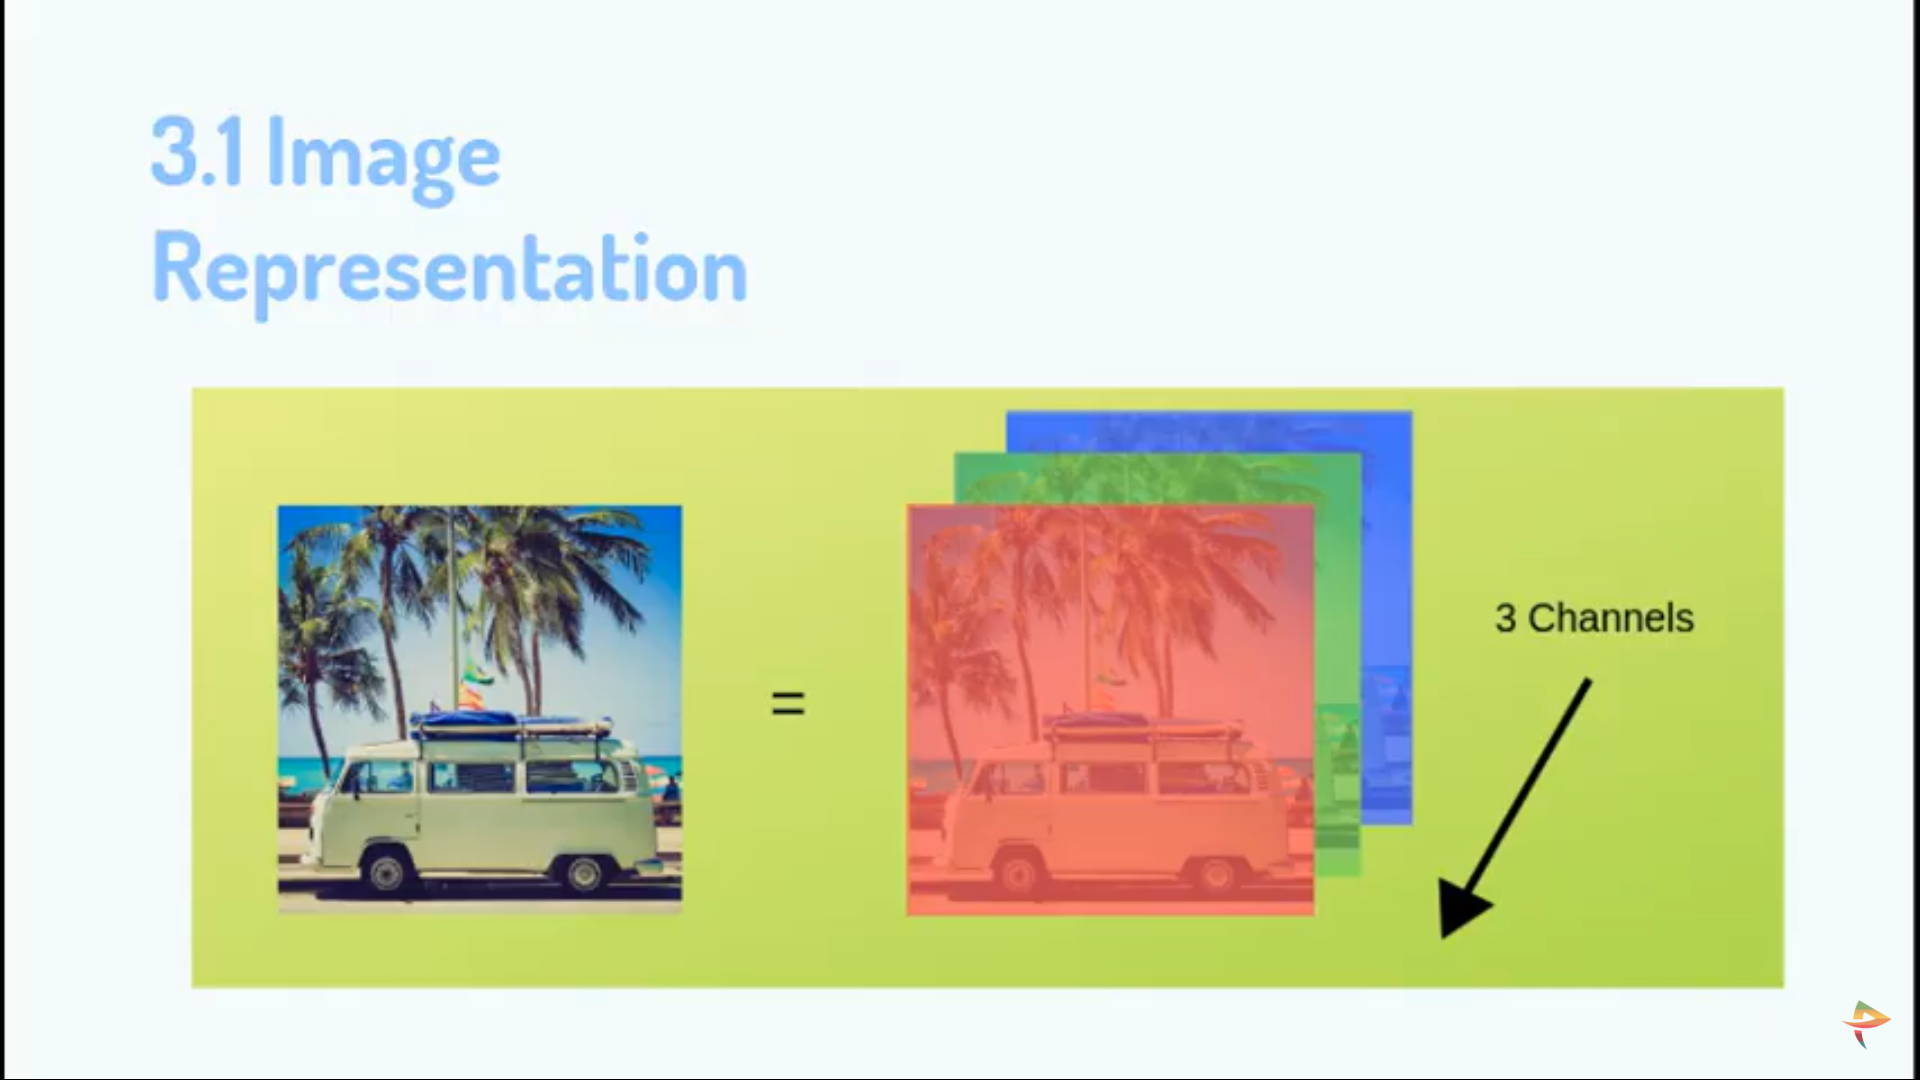 3.1 Image
Representation
=
3 Channels